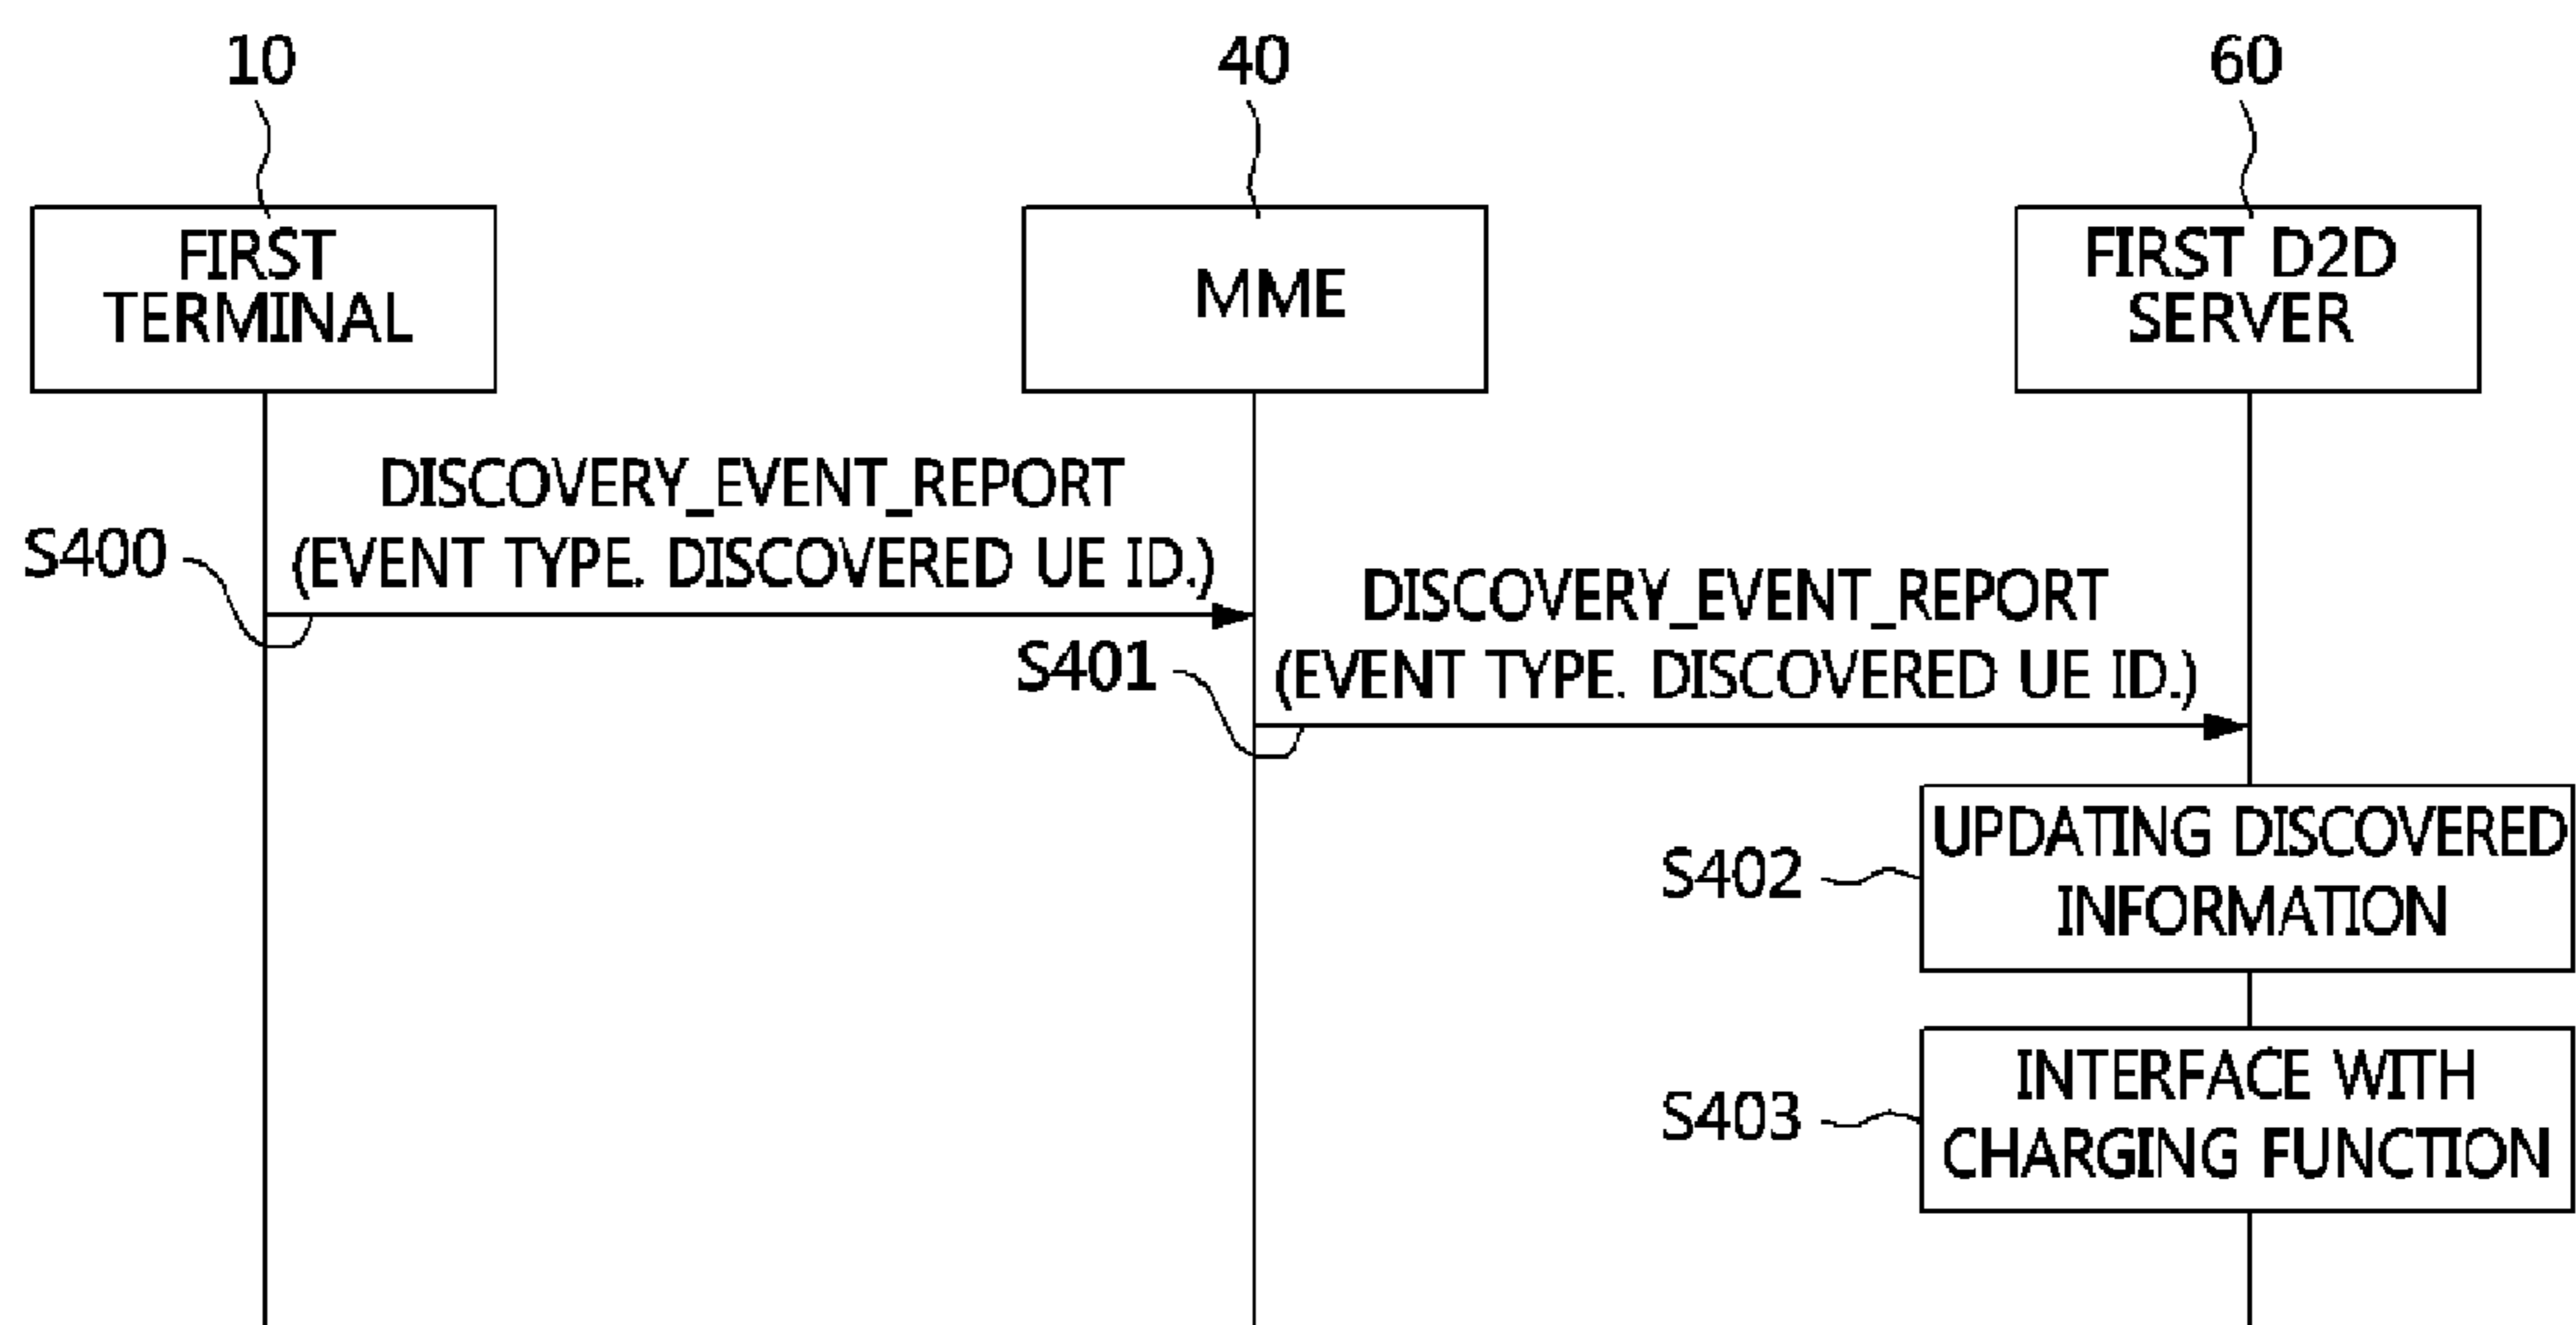 10
40
60
FIRST
TERMINAL
MME
FIRST D2D
SERVER
DISCOVERY_EVENT_REPORT
S400
(EVENT TYPE. DISCOVERED UE ID.)
DISCOVERY_EVENT_REPORT
S401
(EVENT TYPE. DISCOVERED UE ID.)
S402
UPDATING DISCOVERED
INFORMATION
S403
INTERFACE WITH
CHARGING FUNCTION